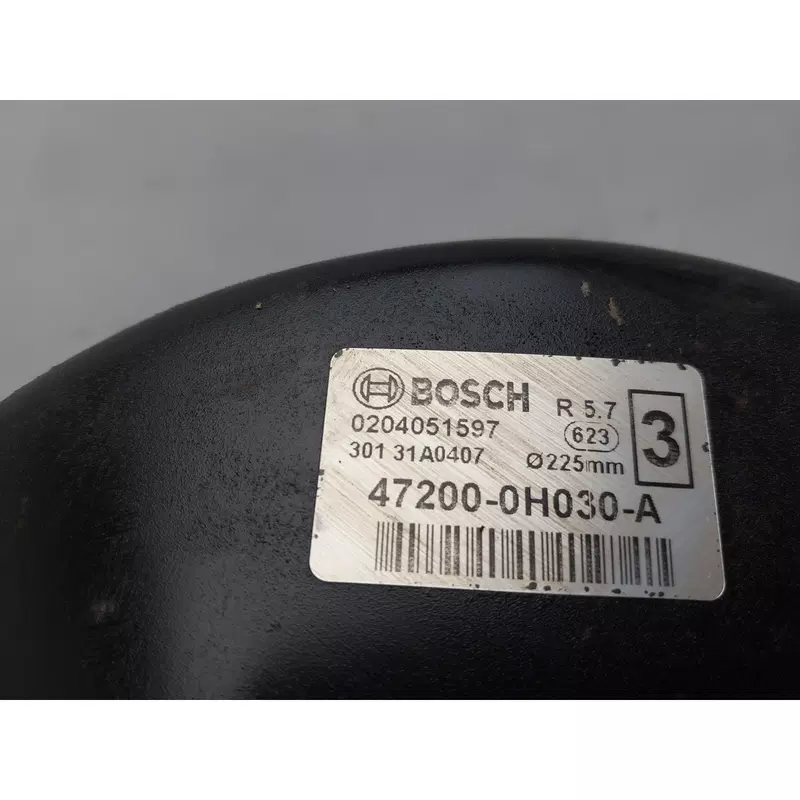 BOSCH R 5.7 3
0204051597 623
301 31A0407 Ø225mm
47200-0H030-A